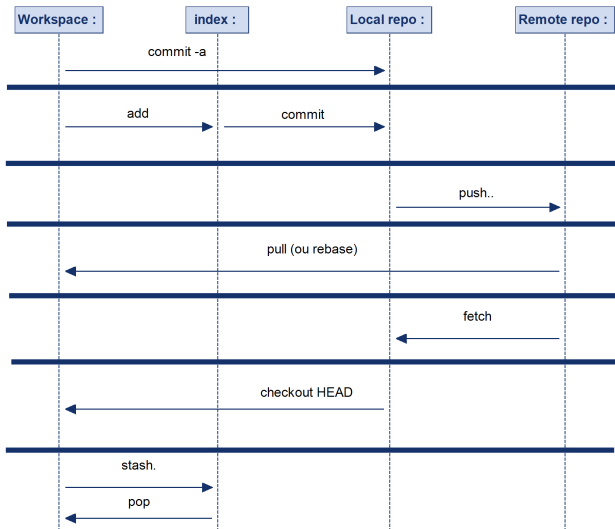 Workspace : index : Local repo : Remote repo :
commit -a
add commit
push..
pull (ou rebase)
fetch
checkout HEAD
stash.
pop